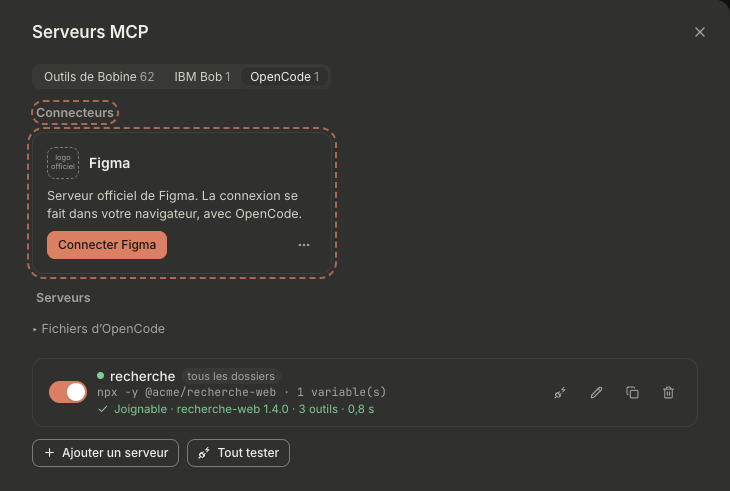 Serveurs MCP
Outils de Bobine 62 IBM Bob 1 OpenCode 1
Connecteurs
logo
officiel
Figma
Serveur officiel de Figma. La connexion se
fait dans votre navigateur, avec OpenCode.
Connecter Figma
Serveurs
Fichiers d’OpenCode
recherche tous les dossiers
npx -y @acme/recherche-web · 1 variable(s)
Joignable · recherche-web 1.4.0 · 3 outils · 0,8 s
Ajouter un serveur Tout tester